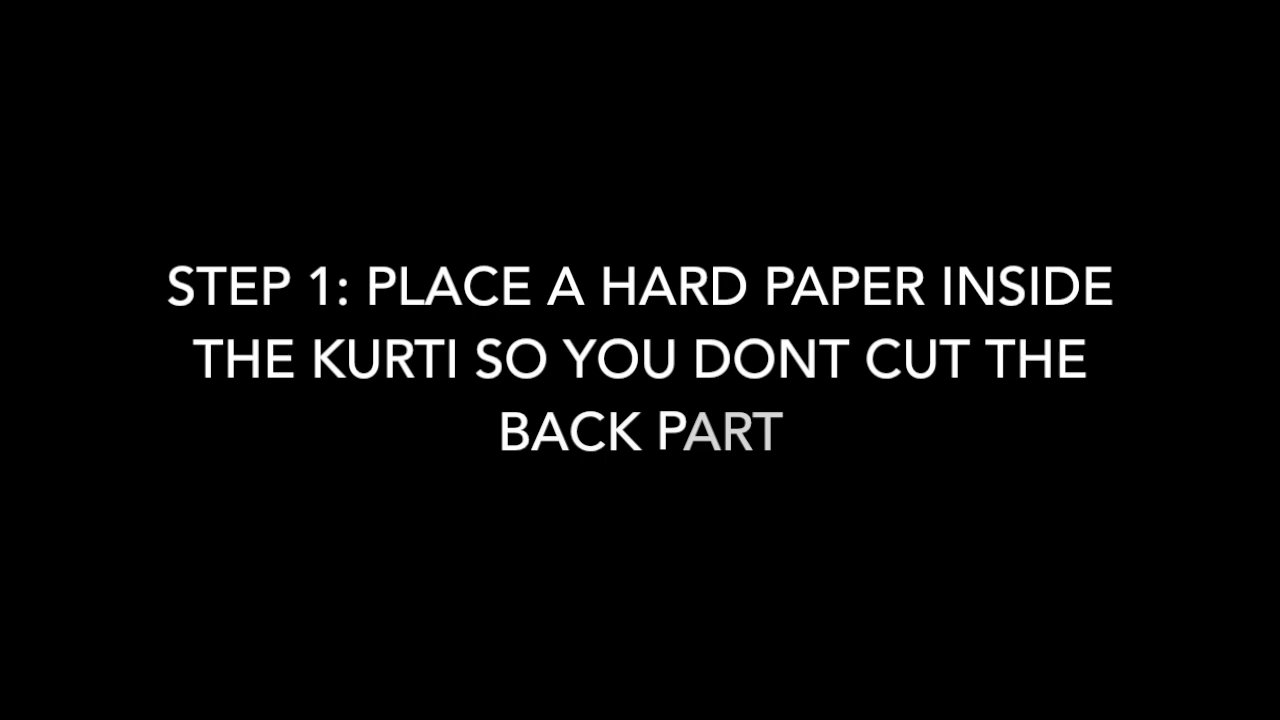 STEP 1: PLACE A HARD PAPER INSIDE
THE KURTI SO YOU DONT CUT THE
BACK PART